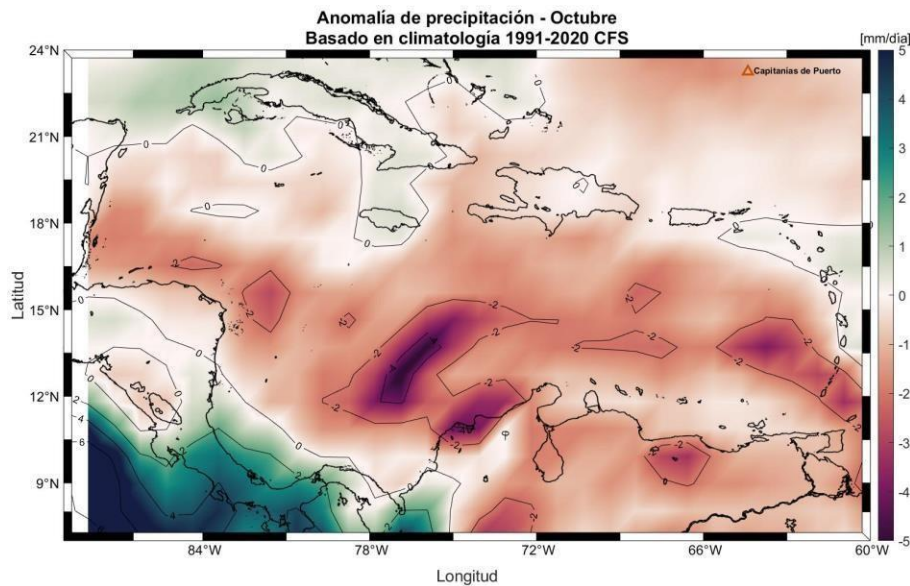 Anomalía de precipitación - Octubre
Basado en climatología 1991-2020 CFS
[mm/dia]
Capitanías de Puerto
24°N
21°N
18°N
15°N
12°N
9°N
Latitud
84°W
78°W
72°W
66°W
60°W
Longitud
5
4
3
2
1
0
-1
-2
-3
-4
-5